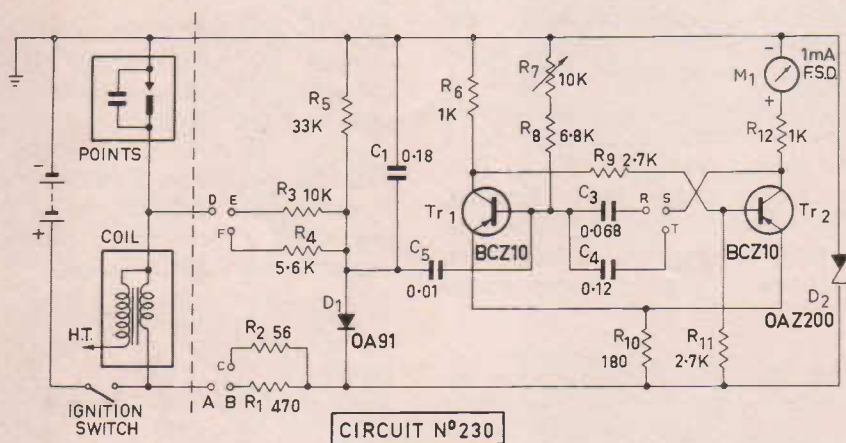 POINTS
COIL
H.T.
IGNITION
SWITCH
- +
A B C D E F
R1 470
R2 56
R3 10K
R4
5.6K
R5
33K
D1
OA91
C1 0·18
C5
0·01
R6
1K
R7
10K
R8 6·8K
R9 2.7K
Tr1
BCZ10
C3
0·068
C4
0·12
R S T
R10
180
R11
2.7K
Tr2
BCZ10
R12 1K
- 1mA
M1 F.S.D.
+
D2
OAZ200
CIRCUIT Nº 230